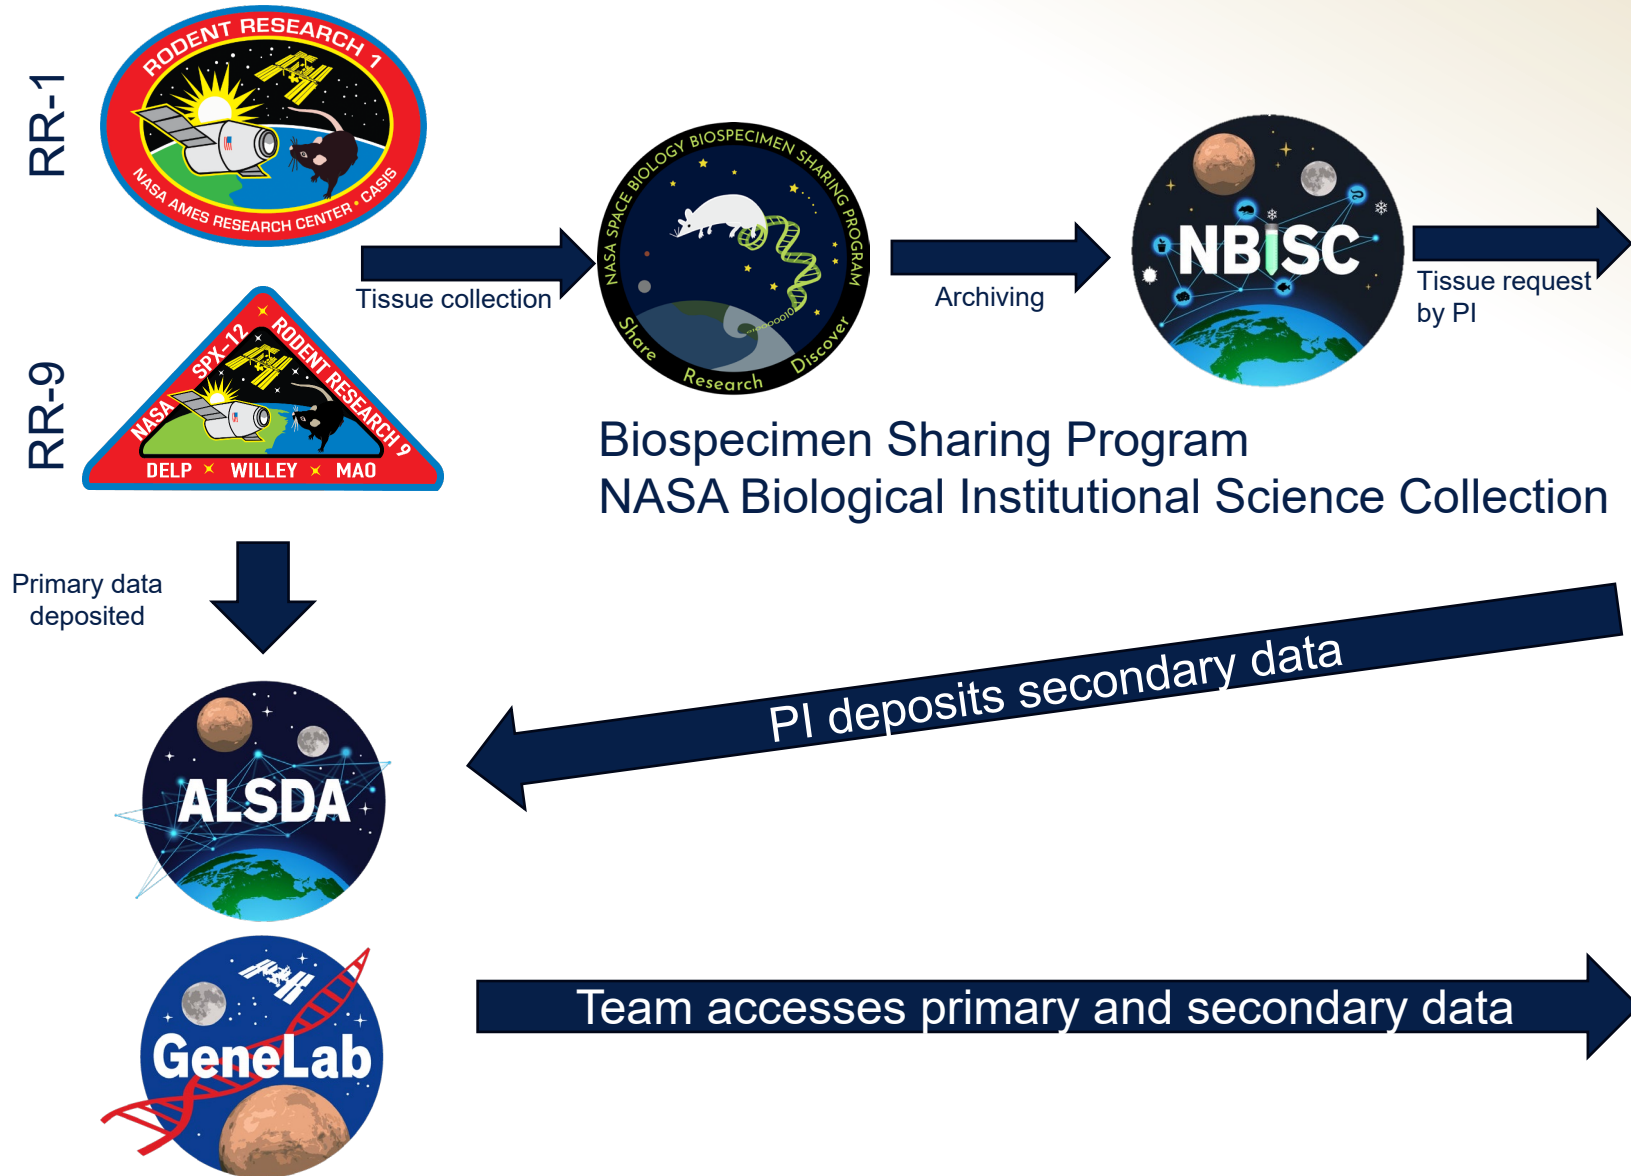 RR-1
RODENT RESEARCH 1
NASA AMES RESEARCH CENTER • CASIS
Tissue collection
NASA SPACE BIOLOGY BIOSPECIMEN SHARING PROGRAM
Share Research Discover
Archiving
NBiSC
Tissue request
by PI
RR-9
NASA SPX-12 RODENT RESEARCH 9
DELP WILLEY MAO
Biospecimen Sharing Program
NASA Biological Institutional Science Collection
Primary data
deposited
PI deposits secondary data
ALSDA
GeneLab
Team accesses primary and secondary data